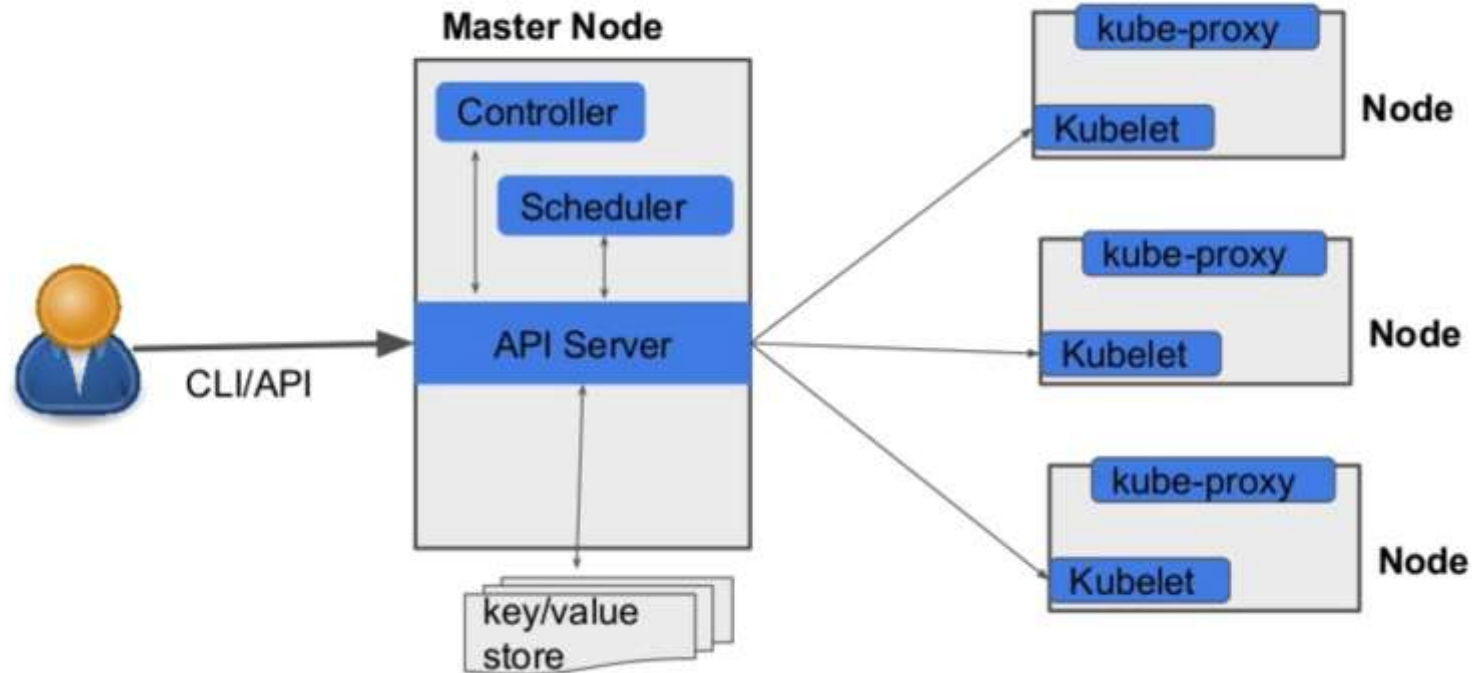 Master Node
Controller
Scheduler
API Server
CLI/API
key/value
store
kube-proxy
Kubelet
Node
kube-proxy
Kubelet
Node
kube-proxy
Kubelet
Node